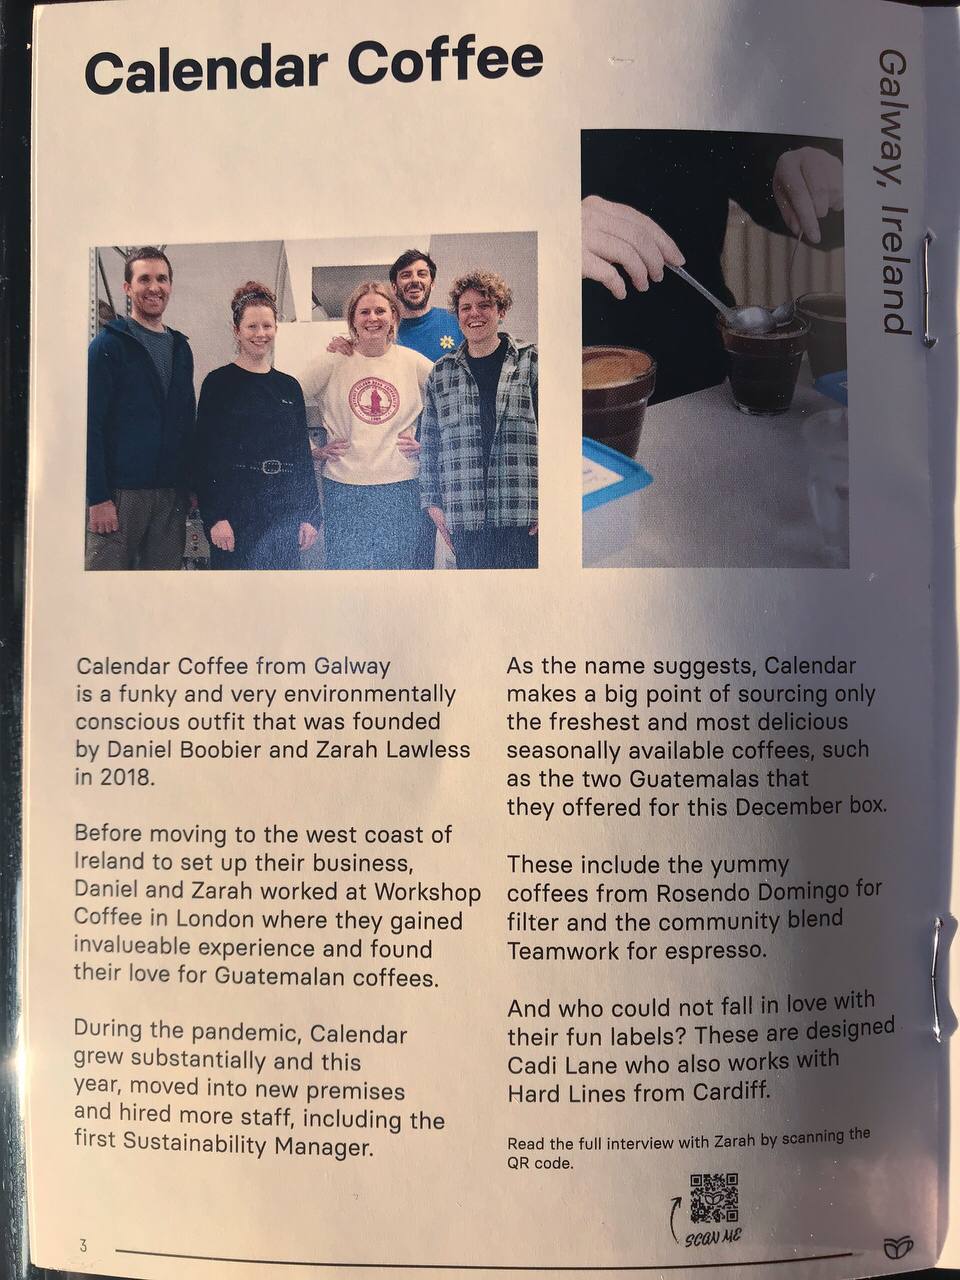 Calendar Coffee
Galway, Ireland
Calendar Coffee from Galway
is a funky and very environmentally
conscious outfit that was founded
by Daniel Boobier and Zarah Lawless
in 2018.
Before moving to the west coast of
Ireland to set up their business,
Daniel and Zarah worked at Workshop
Coffee in London where they gained
invalueable experience and found
their love for Guatemalan coffees.
During the pandemic, Calendar
grew substantially and this
year, moved into new premises
and hired more staff, including the
first Sustainability Manager.
As the name suggests, Calendar
makes a big point of sourcing only
the freshest and most delicious
seasonally available coffees, such
as the two Guatemalas that
they offered for this December box.
These include the yummy
coffees from Rosendo Domingo for
filter and the community blend
Teamwork for espresso.
And who could not fall in love with
their fun labels? These are designed
Cadi Lane who also works with
Hard Lines from Cardiff.
Read the full interview with Zarah by scanning the
QR code.
SCAN ME
3